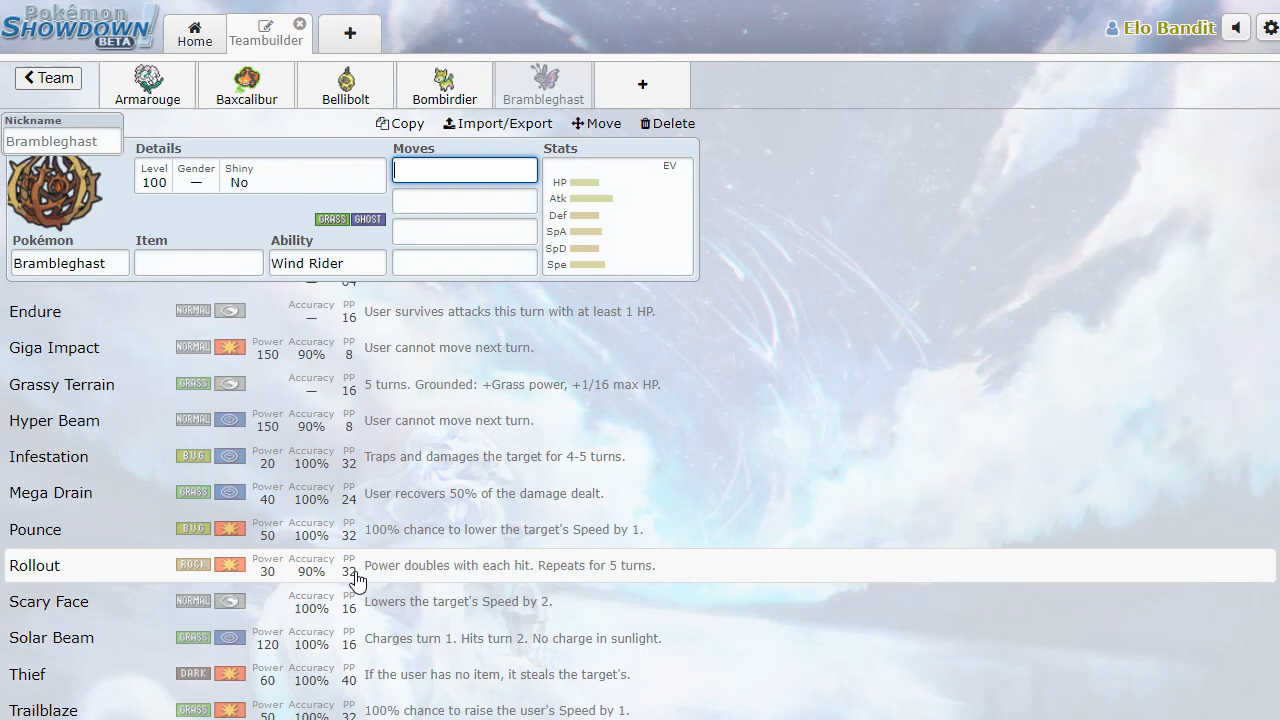 Pokémon
SHOWDOWN!
BETA
Home
Teambuilder
+
Elo Bandit
Team
Armarouge
Baxcalibur
Bellibolt
Bombirdier
Brambleghast
+
Copy
Import/Export
Move
Delete
Nickname
Brambleghast
Details
Level
Gender
Shiny
100
—
No
GRASS GHOST
Pokémon
Item
Ability
Brambleghast
Wind Rider
Moves
Stats
EV
HP
Atk
Def
SpA
SpD
Spe
— 64
Endure NORMAL Accuracy — PP 16 User survives attacks this turn with at least 1 HP.
Giga Impact NORMAL Power 150 Accuracy 90% PP 8 User cannot move next turn.
Grassy Terrain GRASS Accuracy — PP 16 5 turns. Grounded: +Grass power, +1/16 max HP.
Hyper Beam NORMAL Power 150 Accuracy 90% PP 8 User cannot move next turn.
Infestation BUG Power 20 Accuracy 100% PP 32 Traps and damages the target for 4-5 turns.
Mega Drain GRASS Power 40 Accuracy 100% PP 24 User recovers 50% of the damage dealt.
Pounce BUG Power 50 Accuracy 100% PP 32 100% chance to lower the target's Speed by 1.
Rollout ROCK Power 30 Accuracy 90% PP 32 Power doubles with each hit. Repeats for 5 turns.
Scary Face NORMAL Accuracy 100% PP 16 Lowers the target's Speed by 2.
Solar Beam GRASS Power 120 Accuracy 100% PP 16 Charges turn 1. Hits turn 2. No charge in sunlight.
Thief DARK Power 60 Accuracy 100% PP 40 If the user has no item, it steals the target's.
Trailblaze GRASS Power 50 Accuracy 100% PP 32 100% chance to raise the user's Speed by 1.